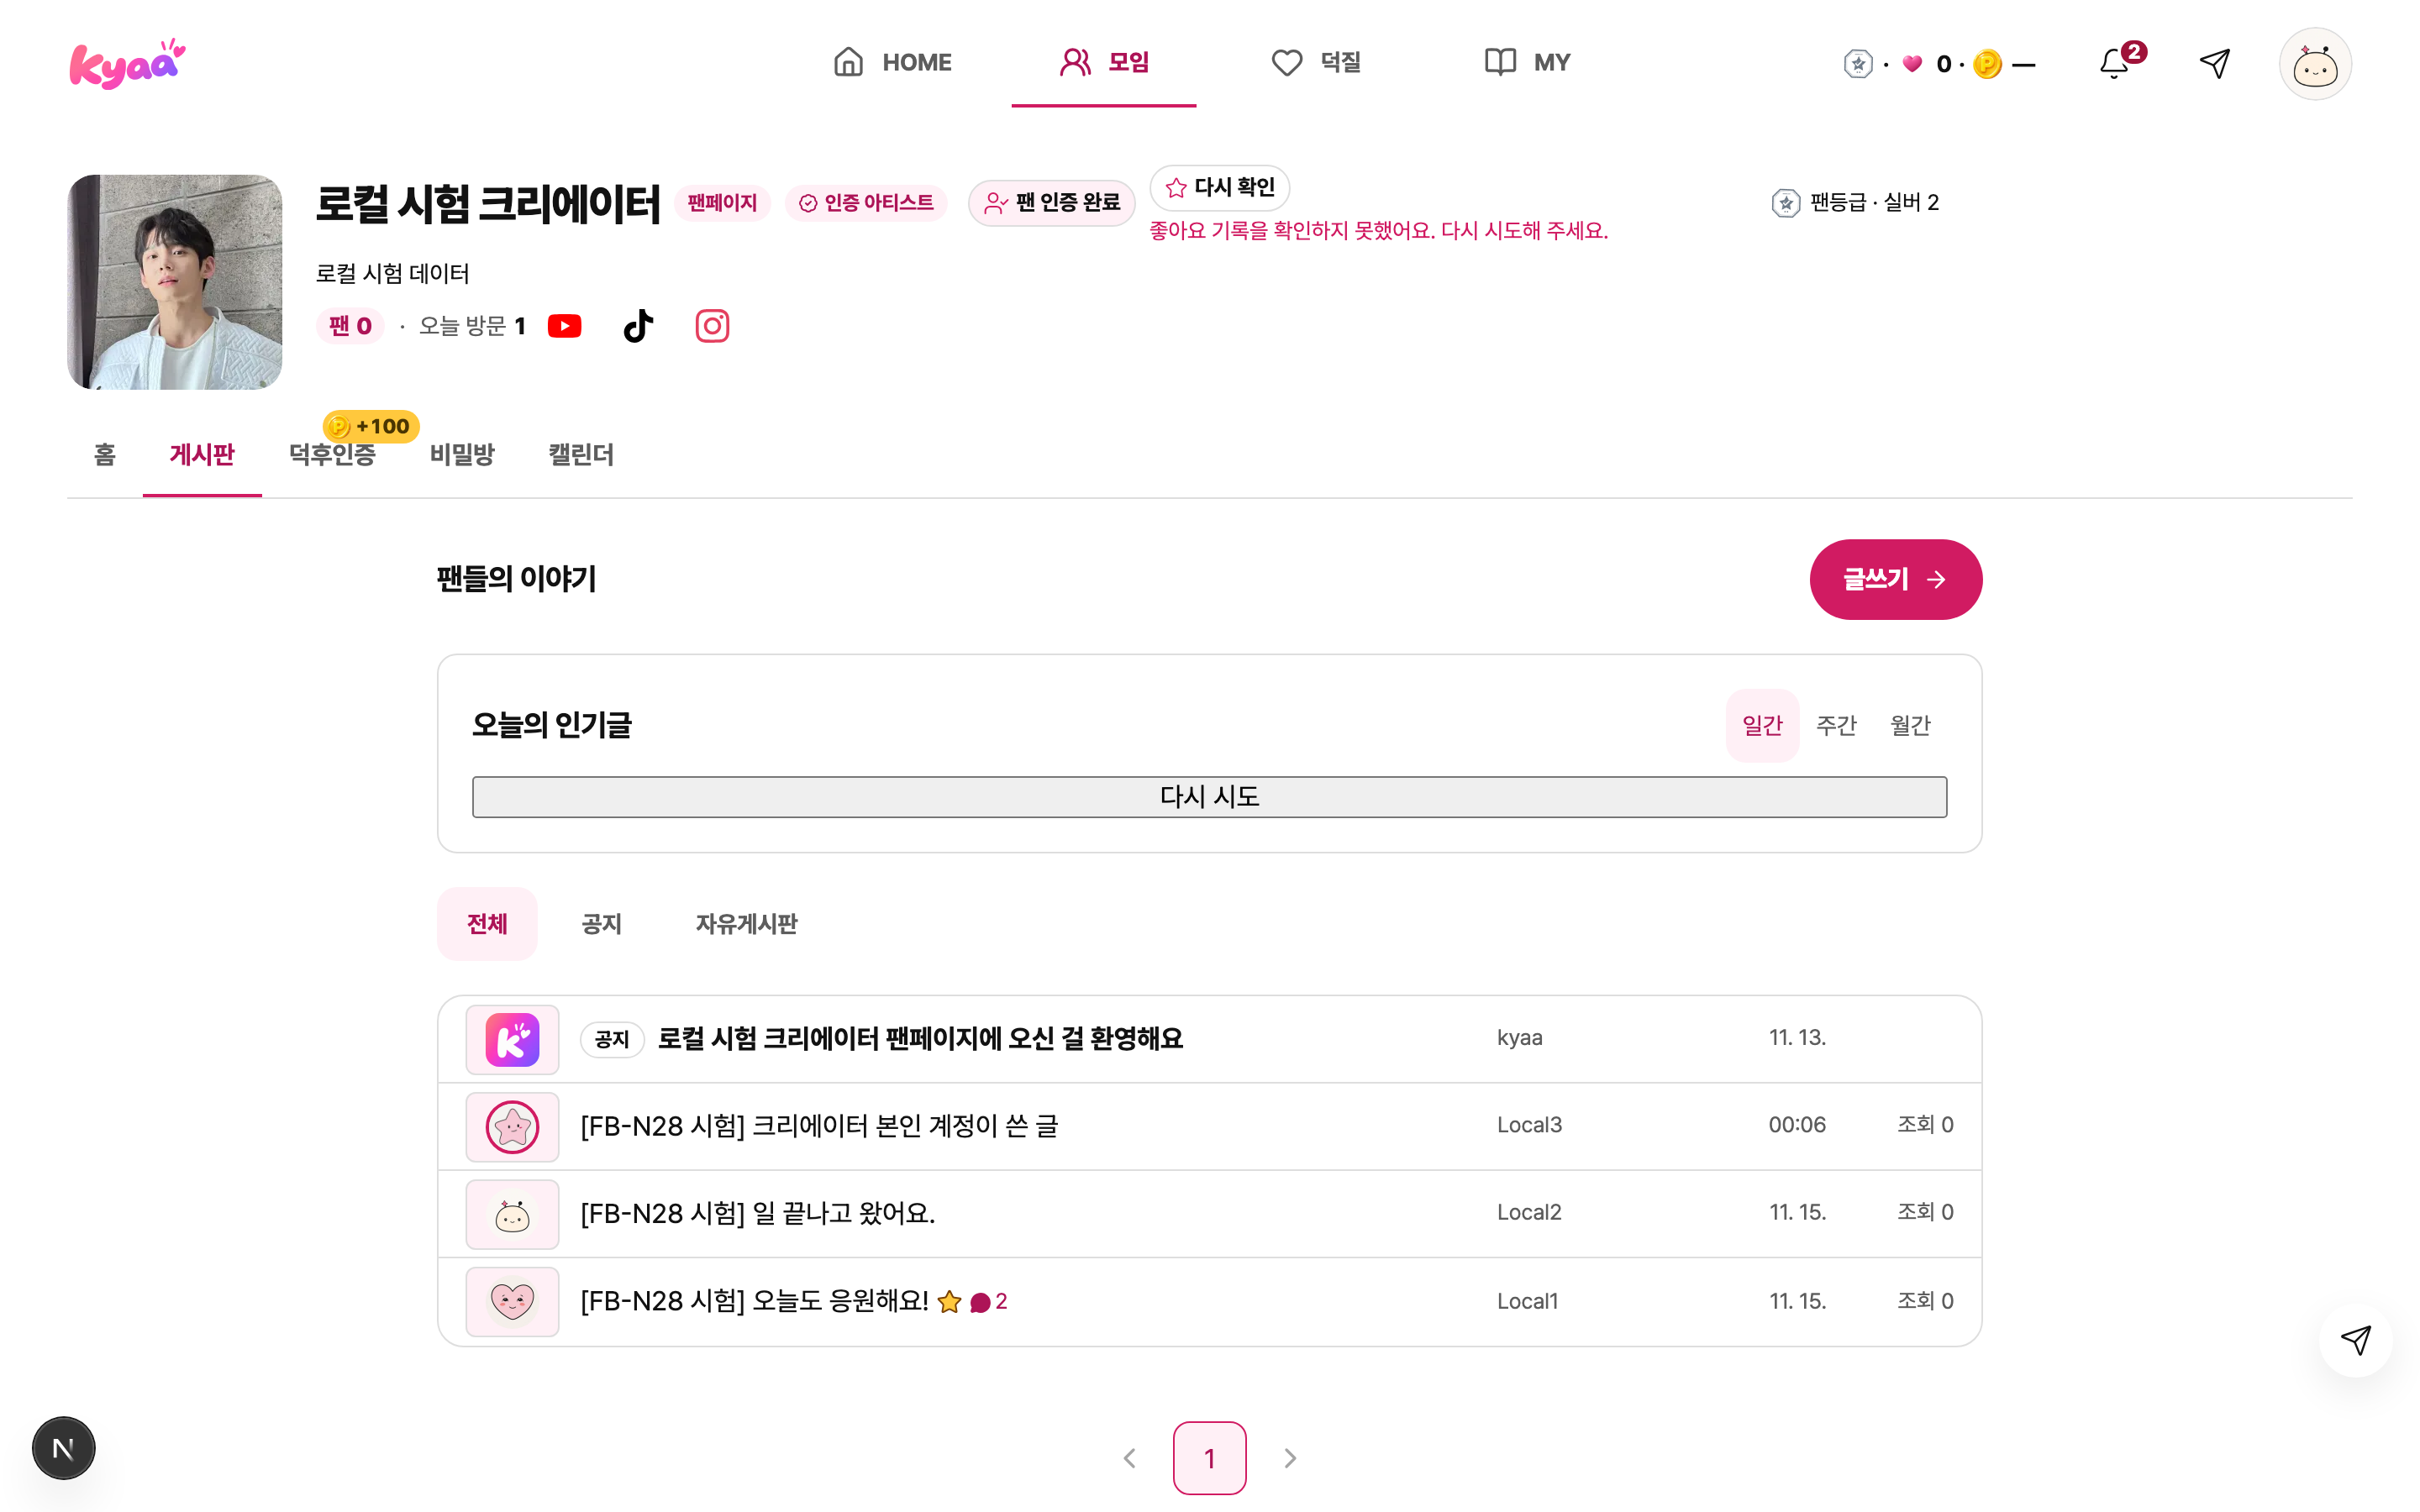 kyaa
HOME
모임
덕질
MY
· 0 · P —
2
로컬 시험 크리에이터
팬페이지
인증 아티스트
팬 인증 완료
다시 확인
좋아요 기록을 확인하지 못했어요. 다시 시도해 주세요.
팬등급 · 실버 2
로컬 시험 데이터
팬 0 · 오늘 방문 1
P +100
홈
게시판
덕후인증
비밀방
캘린더
팬들의 이야기
글쓰기
오늘의 인기글
일간
주간
월간
다시 시도
전체
공지
자유게시판
K 공지 로컬 시험 크리에이터 팬페이지에 오신 걸 환영해요 kyaa 11. 13.
[FB-N28 시험] 크리에이터 본인 계정이 쓴 글 Local3 00:06 조회 0
[FB-N28 시험] 일 끝나고 왔어요. Local2 11. 15. 조회 0
[FB-N28 시험] 오늘도 응원해요! 2 Local1 11. 15. 조회 0
N
1